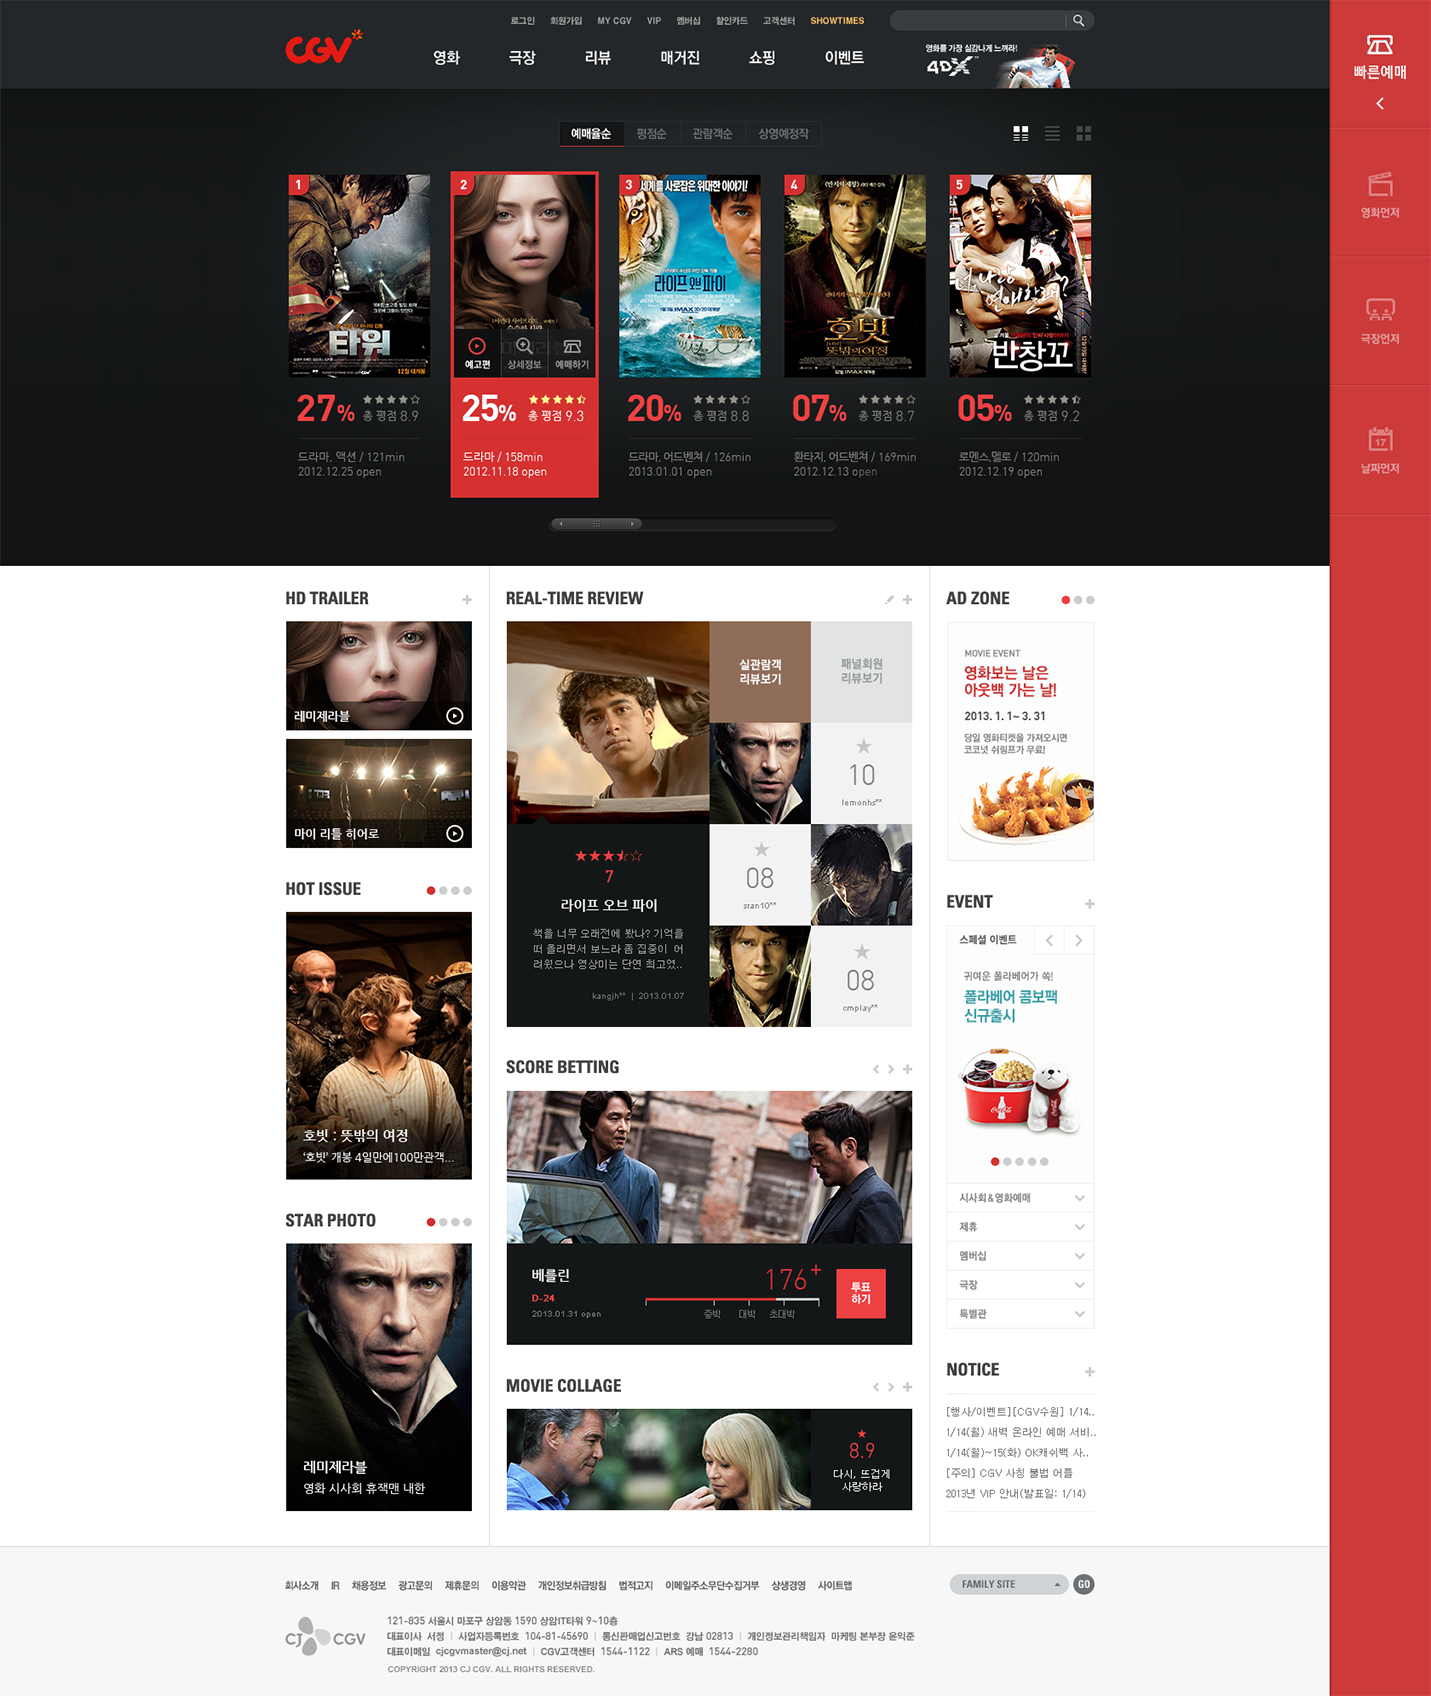 로그인 회원가입 MY CGV VIP 멤버십 할인카드 고객센터 SHOWTIMES
CGV
영화 극장 리뷰 매거진 쇼핑 이벤트
영화를 가장 실감나게 느껴라!
4DX
빠른예매
영화먼저
극장먼저
17
날짜먼저
예매율순 평점순 관람객순 상영예정작
1
타워
12월 대개봉
2
예고편 상세정보 예매하기
3
세계를 사로잡은 위대한 이야기!
라이프 오브 파이
4
호빗
뜻밖의 여정
5
반창꼬
27% 총 평점 8.9
드라마, 액션 / 121min
2012.12.25 open
25% 총 평점 9.3
드라마 / 158min
2012.11.18 open
20% 총 평점 8.8
드라마, 어드벤쳐 / 126min
2013.01.01 open
07% 총 평점 8.7
환타지, 어드벤쳐 / 169min
2012.12.13 open
05% 총 평점 9.2
로멘스,멜로 / 120min
2012.12.19 open
HD TRAILER
레미제라블
마이 리틀 히어로
HOT ISSUE
호빗 : 뜻밖의 여정
'호빗' 개봉 4일만에100만관객...
STAR PHOTO
레미제라블
영화 시사회 휴잭맨 내한
REAL-TIME REVIEW
실관람객
리뷰보기
패널회원
리뷰보기
10
lemonhs**
08
sran10**
08
cmplay**
7
라이프 오브 파이
책을 너무 오래전에 봤나? 기억을
떠 올리면서 보느라 좀 집중이 어
려웠으나 영상미는 단연 최고였..
kangjh** | 2013.01.07
SCORE BETTING
베를린
D-24
2013.01.31 open
176+
중박 대박 초대박
투표
하기
MOVIE COLLAGE
8.9
다시, 뜨겁게
사랑하라
AD ZONE
MOVIE EVENT
영화보는 날은
아웃백 가는 날!
2013. 1. 1~ 3. 31
당일 영화티켓을 가져오시면
코코넛 쉬림프가 무료!
EVENT
스페셜 이벤트
귀여운 폴라베어가 쏙!
폴라베어 콤보팩
신규출시
Coca-Cola
시사회&영화예매
제휴
멤버십
극장
특별관
NOTICE
[행사/이벤트][CGV수원] 1/14..
1/14(월) 새벽 온라인 예매 서비..
1/14(월)~15(화) OK캐쉬백 사..
[주의] CGV 사칭 불법 어플
2013년 VIP 안내(발표일: 1/14)
회사소개 IR 채용정보 광고문의 제휴문의 이용약관 개인정보취급방침 법적고지 이메일주소무단수집거부 상생경영 사이트맵
FAMILY SITE GO
CJ CGV
121-835 서울시 마포구 상암동 1590 상암IT타워 9~10층
대표이사 서정 | 사업자등록번호 104-81-45690 | 통신판매업신고번호 강남 02813 | 개인정보관리책임자 마케팅 본부장 윤익준
대표이메일 cjcgvmaster@cj.net | CGV고객센터 1544-1122 | ARS 예매 1544-2280
COPYRIGHT 2013 CJ CGV. ALL RIGHTS RESERVED.